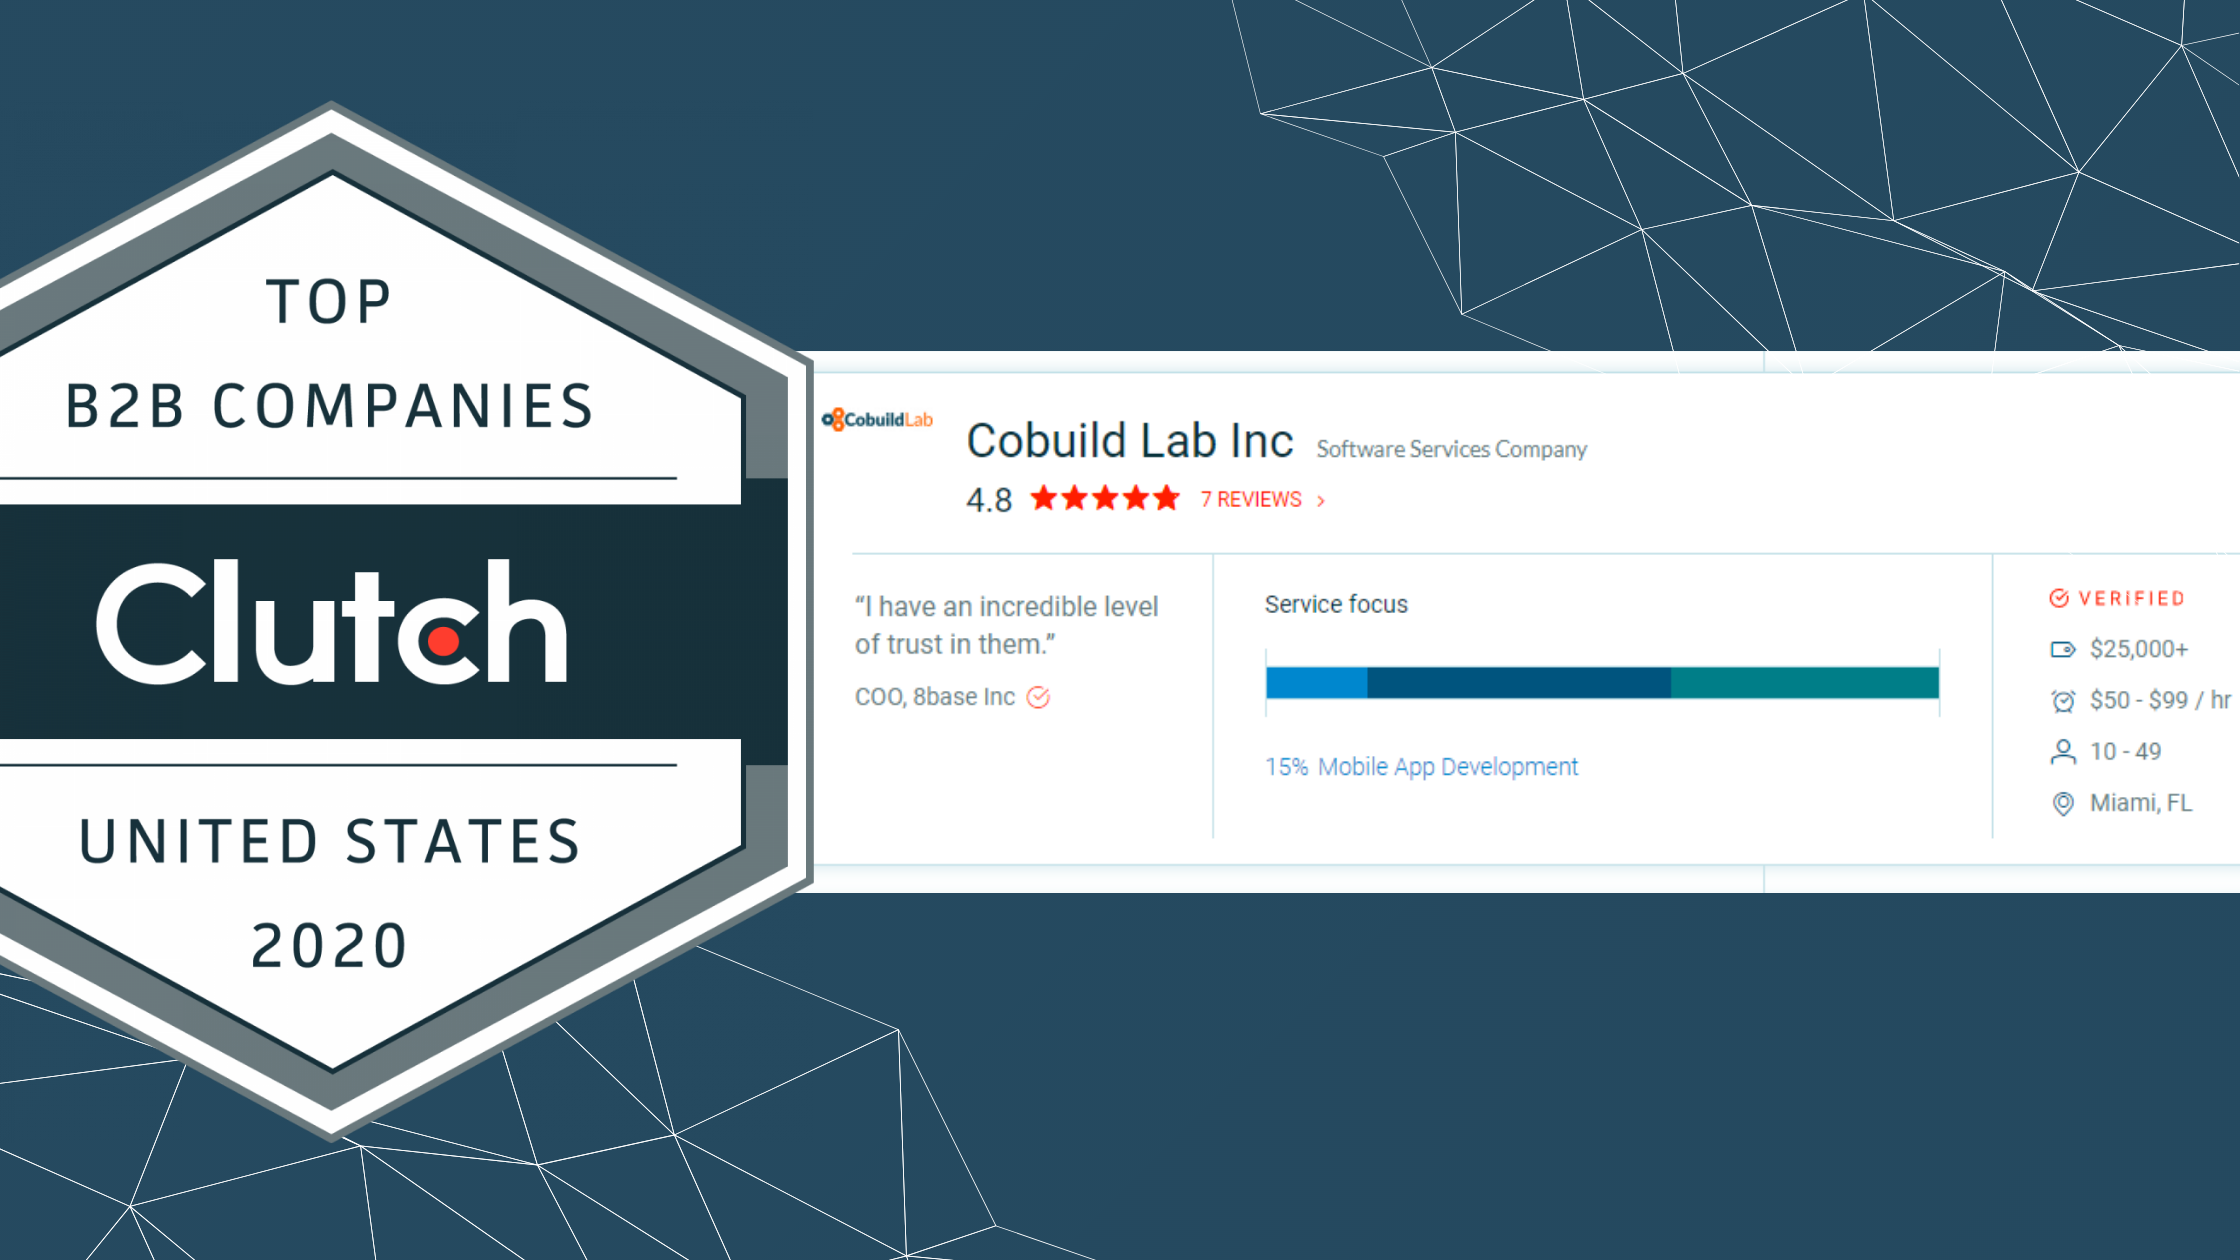 TOP
B2B COMPANIES
Clutch
UNITED STATES
2020
CobuildLab
Cobuild Lab Inc Software Services Company
4.8 7 REVIEWS >
“I have an incredible level
of trust in them.”
COO, 8base Inc
Service focus
15% Mobile App Development
VERIFIED
$25,000+
$50 - $99 / hr
10 - 49
Miami, FL